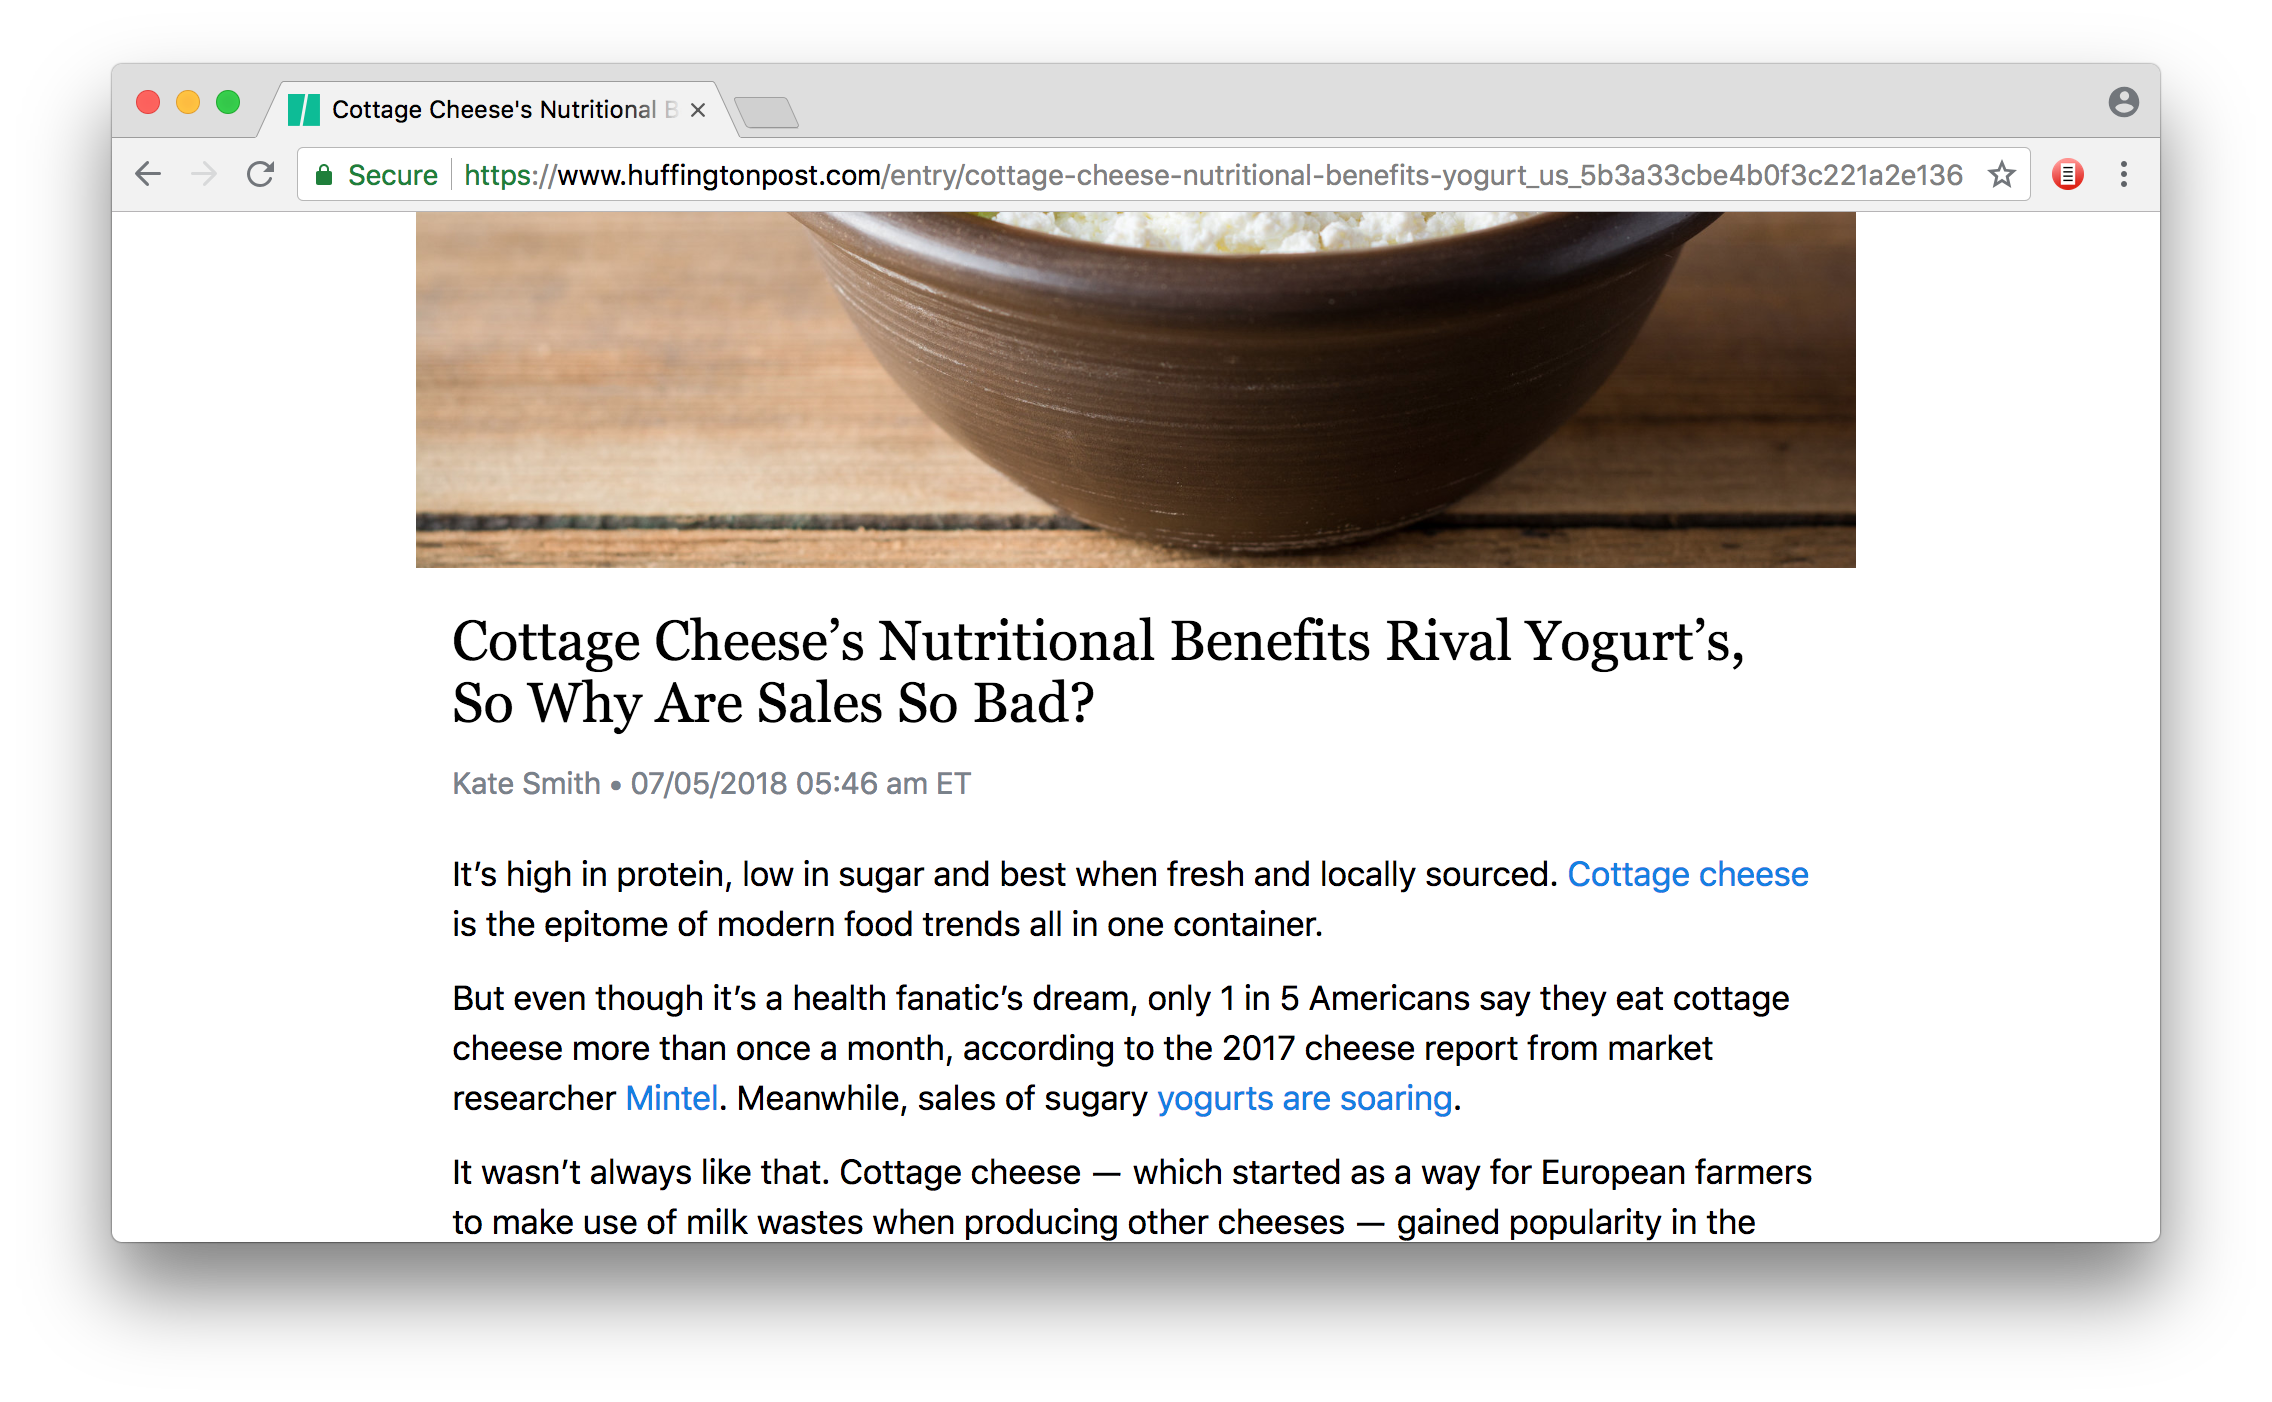 Cottage Cheese's Nutritional B
Secure https://www.huffingtonpost.com/entry/cottage-cheese-nutritional-benefits-yogurt_us_5b3a33cbe4b0f3c221a2e136
Cottage Cheese’s Nutritional Benefits Rival Yogurt’s,
So Why Are Sales So Bad?
Kate Smith • 07/05/2018 05:46 am ET
It’s high in protein, low in sugar and best when fresh and locally sourced. Cottage cheese
is the epitome of modern food trends all in one container.
But even though it’s a health fanatic’s dream, only 1 in 5 Americans say they eat cottage
cheese more than once a month, according to the 2017 cheese report from market
researcher Mintel. Meanwhile, sales of sugary yogurts are soaring.
It wasn’t always like that. Cottage cheese — which started as a way for European farmers
to make use of milk wastes when producing other cheeses — gained popularity in the